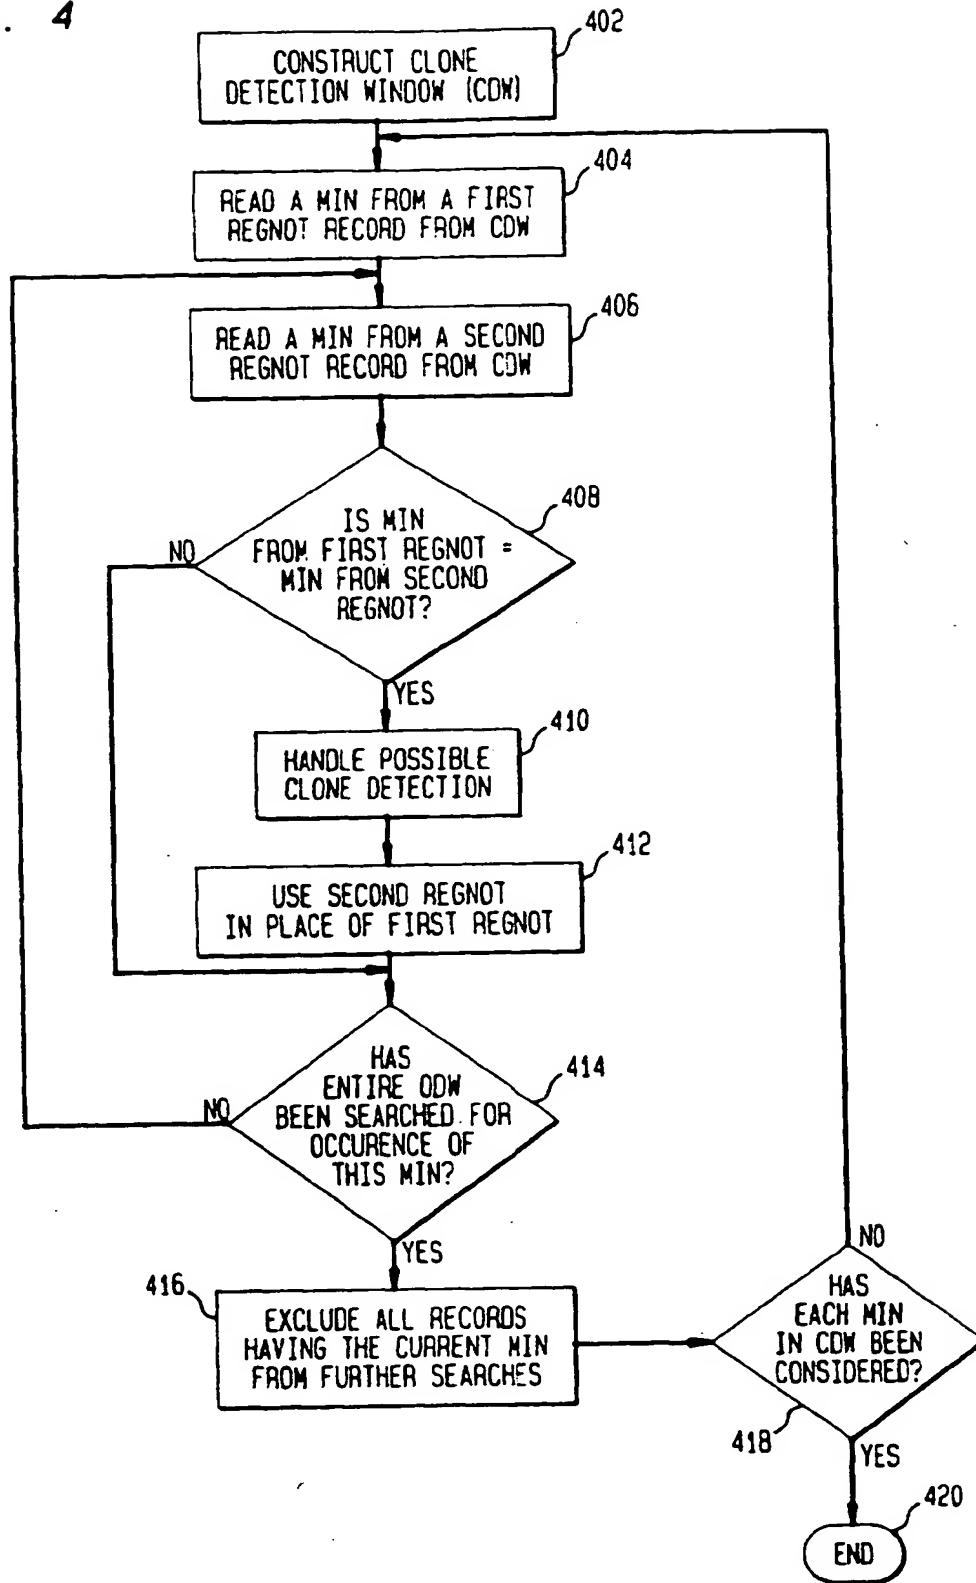 . 4
402
CONSTRUCT CLONE
DETECTION WINDOW (CDW)
404
READ A MIN FROM A FIRST
REGNOT RECORD FROM CDW
406
READ A MIN FROM A SECOND
REGNOT RECORD FROM CDW
408
IS MIN
FROM FIRST REGNOT =
MIN FROM SECOND
REGNOT?
NO
YES
410
HANDLE POSSIBLE
CLONE DETECTION
412
USE SECOND REGNOT
IN PLACE OF FIRST REGNOT
414
HAS
ENTIRE ODW
BEEN SEARCHED FOR
OCCURENCE OF
THIS MIN?
NO
YES
416
EXCLUDE ALL RECORDS
HAVING THE CURRENT MIN
FROM FURTHER SEARCHES
NO
HAS
EACH MIN
IN CDW BEEN
CONSIDERED?
418
YES
420
END